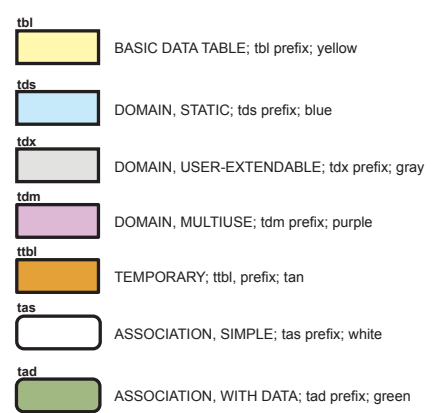 tbl
BASIC DATA TABLE; tbl prefix; yellow
tds
DOMAIN, STATIC; tds prefix; blue
tdx
DOMAIN, USER-EXTENDABLE; tdx prefix; gray
tdm
DOMAIN, MULTIUSE; tdm prefix; purple
ttbl
TEMPORARY; ttbl, prefix; tan
tas
ASSOCIATION, SIMPLE; tas prefix; white
tad
ASSOCIATION, WITH DATA; tad prefix; green